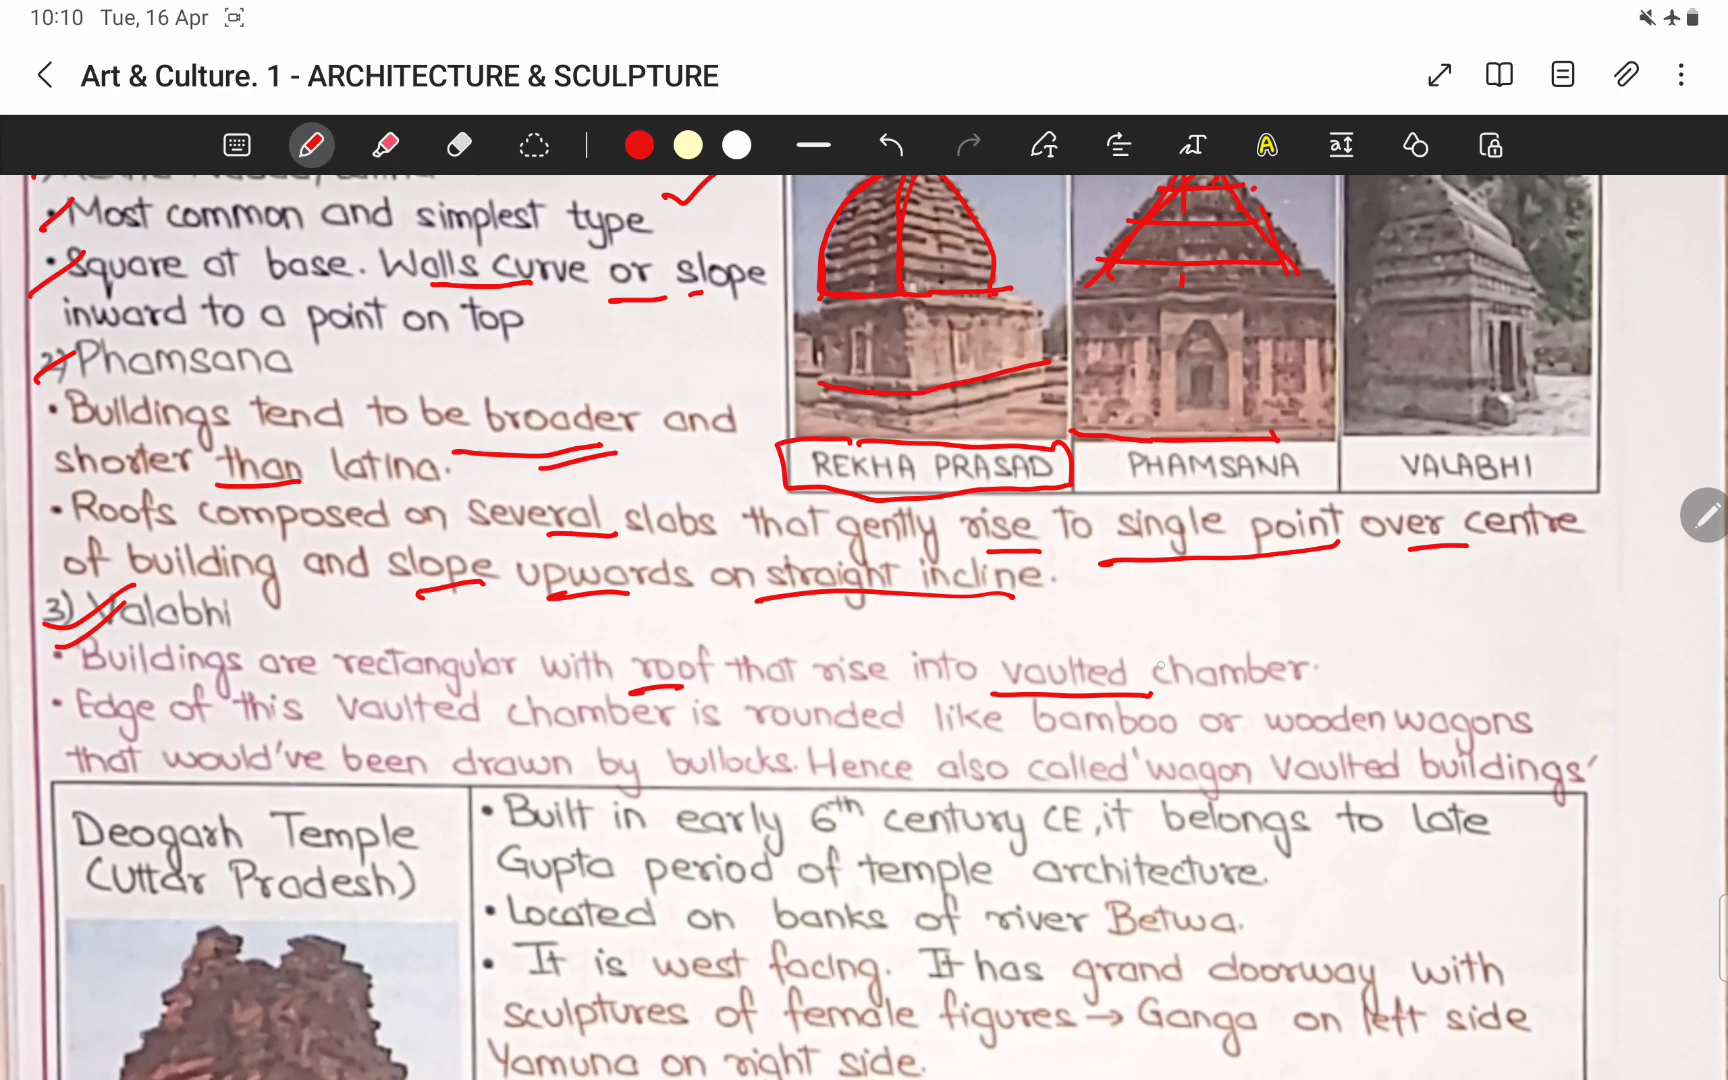 10:10 Tue, 16 Apr
Art & Culture. 1 - ARCHITECTURE & SCULPTURE
• Most common and simplest type
• Square at base. Walls curve or slope
inward to a point on top
2) Phamsana
• Buildings tend to be broader and
shorter than latina.
REKHA PRASAD
PHAMSANA
VALABHI
• Roofs composed on several slabs that gently rise to single point over centre
of building and slope upwards on straight incline.
3) Valabhi
• Buildings are rectangular with roof that rise into vaulted chamber.
• Edge of this vaulted chamber is rounded like bamboo or wooden wagons
that would've been drawn by bullocks. Hence also called 'wagon vaulted buildings'
Deogarh Temple
(Uttar Pradesh)
• Built in early 6th century CE, it belongs to late
Gupta period of temple architecture.
• Located on banks of river Betwa.
• It is west facing. It has grand doorway with
sculptures of female figures → Ganga on left side
Yamuna on right side.